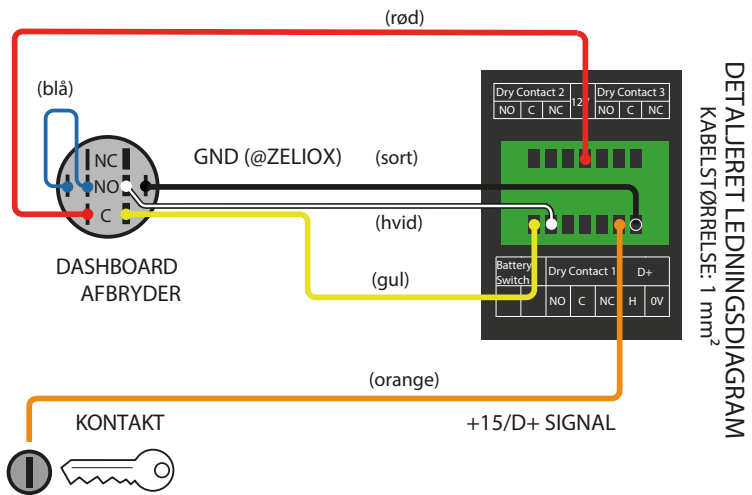 (rød)
(blå)
NC
NO
C
GND (@ZELIOX)
(sort)
(hvid)
(gul)
DASHBOARD
AFBRYDER
Dry Contact 2
12V
Dry Contact 3
NO C NC
NO C NC
Battery
Switch
Dry Contact 1
D+
NO C NC H 0V
(orange)
KONTAKT
+15/D+ SIGNAL
DETALJERET LEDNINGSDIAGRAM
KABELSTØRRELSE: 1 mm²